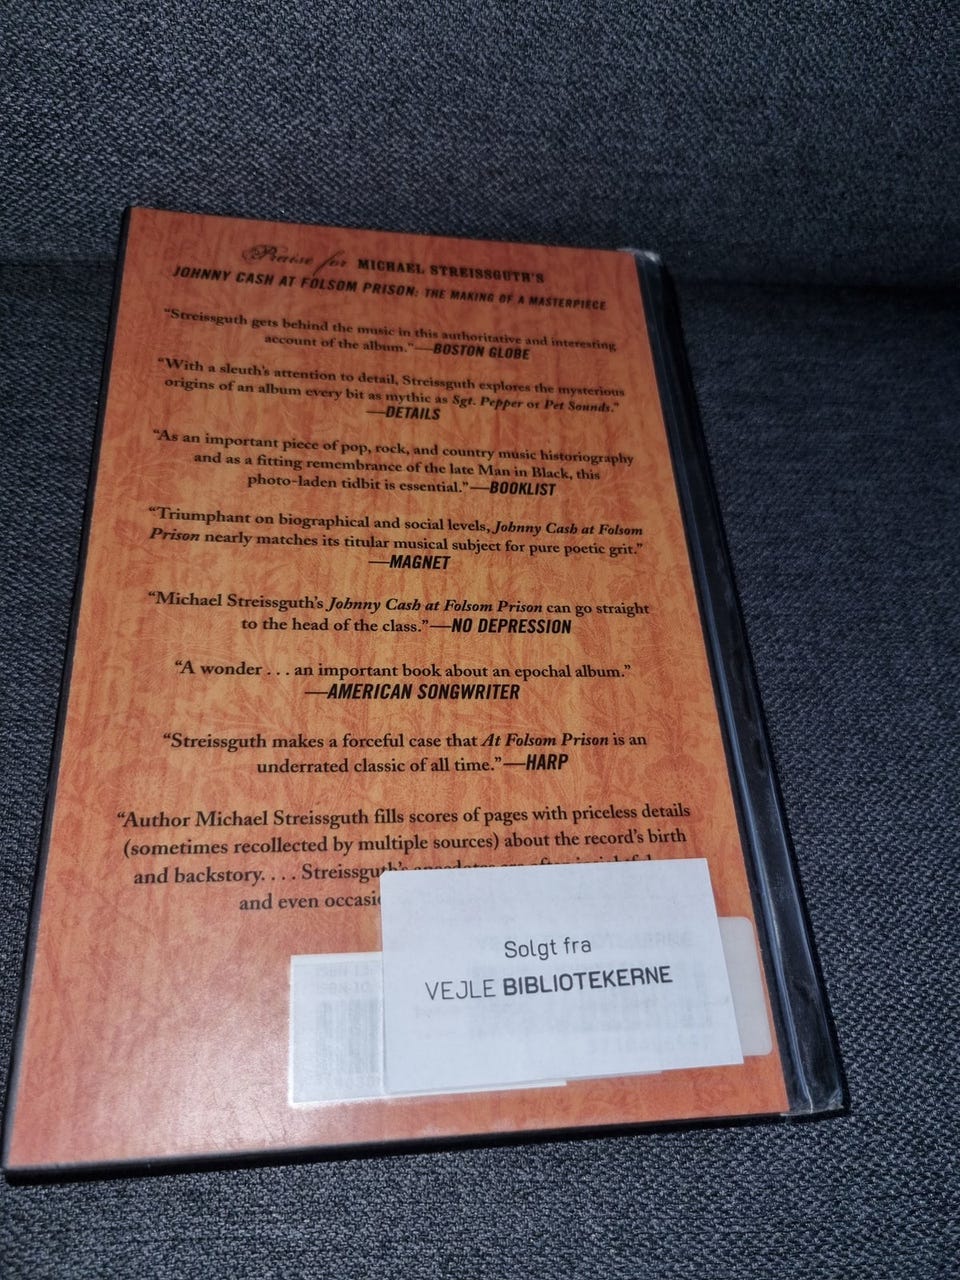 Praise for MICHAEL STREISSGUTH'S
JOHNNY CASH AT FOLSOM PRISON: THE MAKING OF A MASTERPIECE
“Streissguth gets behind the music in this authoritative and interesting
account of the album.”—BOSTON GLOBE
“With a sleuth's attention to detail, Streissguth explores the mysterious
origins of an album every bit as mythic as Sgt. Pepper or Pet Sounds.”
—DETAILS
“As an important piece of pop, rock, and country music historiography
and as a fitting remembrance of the late Man in Black, this
photo-laden tidbit is essential.”—BOOKLIST
“Triumphant on biographical and social levels, Johnny Cash at Folsom
Prison nearly matches its titular musical subject for pure poetic grit.”
—MAGNET
“Michael Streissguth's Johnny Cash at Folsom Prison can go straight
to the head of the class.”—NO DEPRESSION
“A wonder . . . an important book about an epochal album.”
—AMERICAN SONGWRITER
“Streissguth makes a forceful case that At Folsom Prison is an
underrated classic of all time.”—HARP
“Author Michael Streissguth fills scores of pages with priceless details
(sometimes recollected by multiple sources) about the record's birth
and backstory. . . . Streissguth's
and even
Solgt fra
VEJLE BIBLIOTEKERNE
ISBN-13
ISBN-10